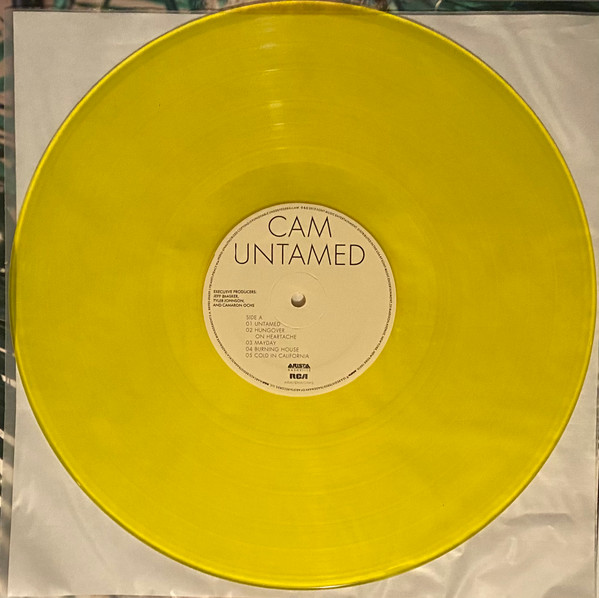 CAM
UNTAMED
EXECUTIVE PRODUCERS:
JEFF BHASKER,
TYLER JOHNSON,
AND CAMARON OCHS
SIDE A
01 UNTAMED
02 HUNGOVER
ON HEARTACHE
03 MAYDAY
04 BURNING HOUSE
05 COLD IN CALIFORNIA
ARISTA
RCA